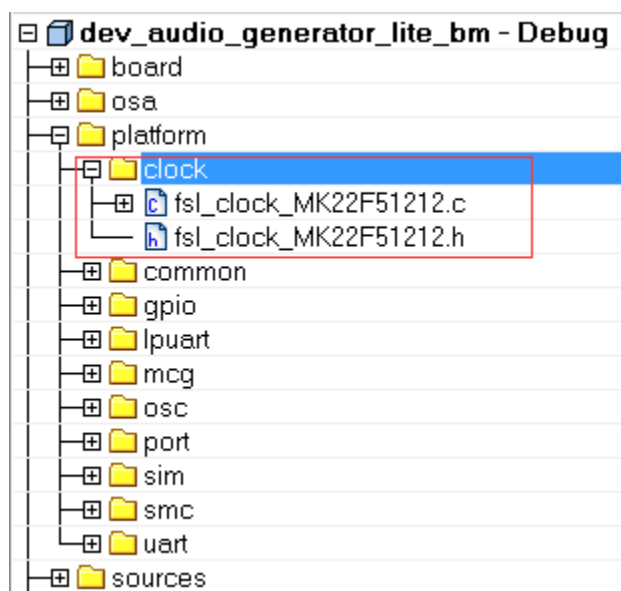 dev_audio_generator_lite_bm - Debug
board
osa
platform
clock
fsl_clock_MK22F51212.c
fsl_clock_MK22F51212.h
common
gpio
lpuart
mcg
osc
port
sim
smc
uart
sources